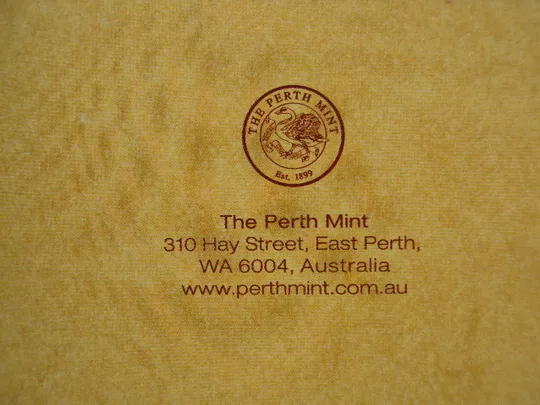 THE PERTH MINT
Est. 1899
The Perth Mint
310 Hay Street, East Perth,
WA 6004, Australia
www.perthmint.com.au